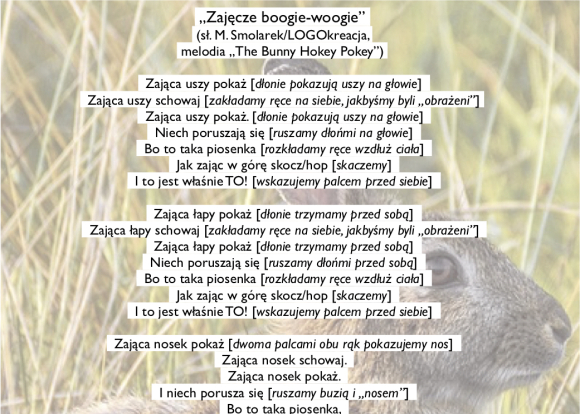 „Zajęcze boogie-woogie”
(sł. M. Smolarek/LOGOkreacja,
melodia „The Bunny Hokey Pokey”)
Zająca uszy pokaż [dłonie pokazują uszy na głowie]
Zająca uszy schowaj [zakładamy ręce na siebie, jakbyśmy byli „obrażeni”]
Zająca uszy pokaż. [dłonie pokazują uszy na głowie]
Niech poruszają się [ruszamy dłońmi na głowie]
Bo to taka piosenka [rozkładamy ręce wzdłuż ciała]
Jak zając w górę skocz/hop [skaczemy]
I to jest właśnie TO! [wskazujemy palcem przed siebie]
Zająca łapy pokaż [dłonie trzymamy przed sobą]
Zająca łapy schowaj [zakładamy ręce na siebie, jakbyśmy byli „obrażeni”]
Zająca łapy pokaż [dłonie trzymamy przed sobą]
Niech poruszają się [ruszamy dłońmi przed sobą]
Bo to taka piosenka [rozkładamy ręce wzdłuż ciała]
Jak zając w górę skocz/hop [skaczemy]
I to jest właśnie TO! [wskazujemy palcem przed siebie]
Zająca nosek pokaż [dwoma palcami obu rąk pokazujemy nos]
Zająca nosek schowaj.
Zająca nosek pokaż.
I niech porusza się [ruszamy buzią i „nosem”]
Bo to taka piosenka,